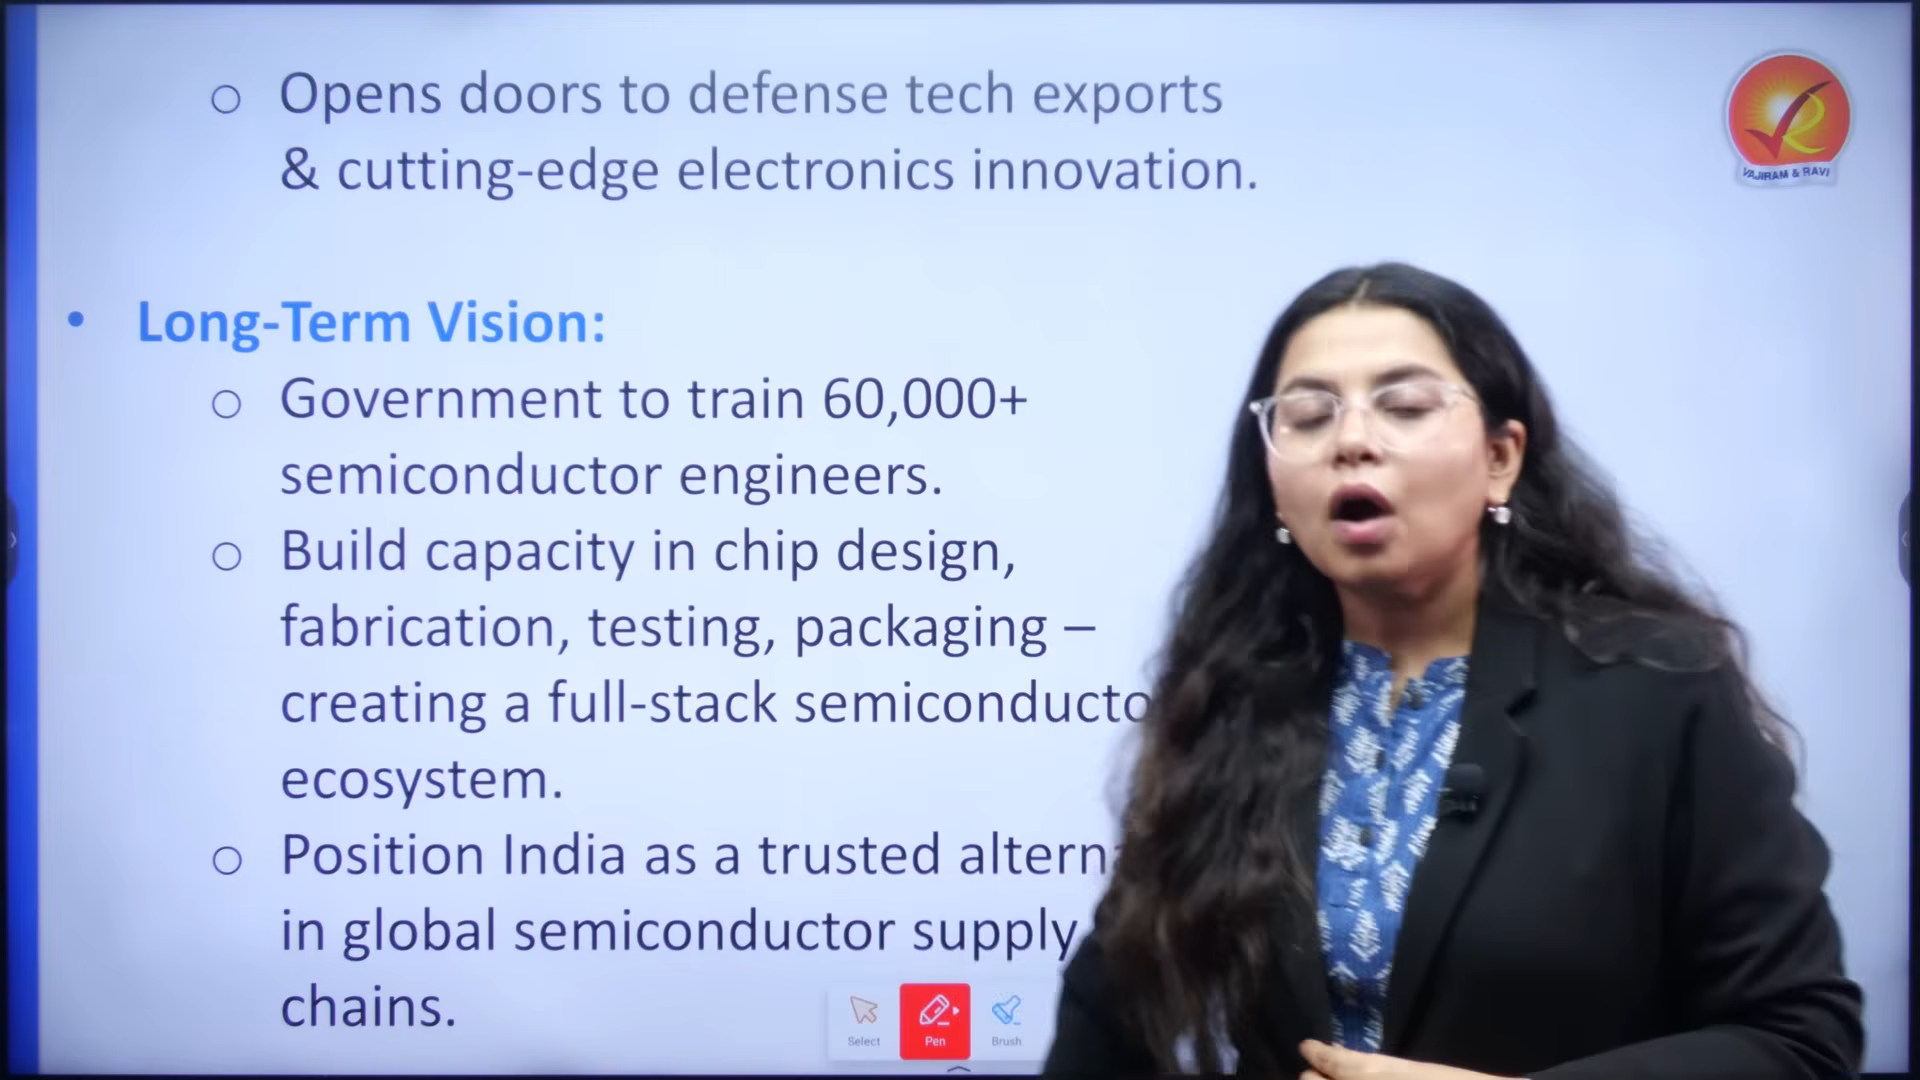 Opens doors to defense tech exports
& cutting-edge electronics innovation.
VAJIRAM & RAVI
• Long-Term Vision:
Government to train 60,000+
semiconductor engineers.
Build capacity in chip design,
fabrication, testing, packaging –
creating a full-stack
ecosystem.
Position India as a trusted
in global semiconductor supply
chains.
Select
Pen
Brush